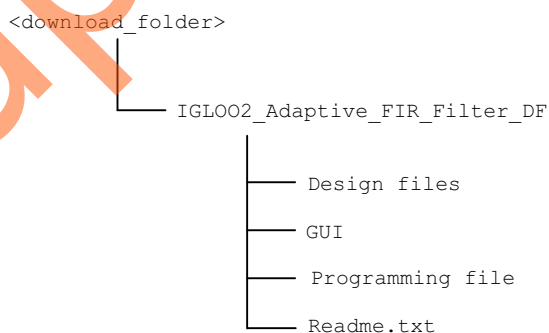 <download_folder>
IGLOO2_Adaptive_FIR_Filter_DF
Design files
GUI
Programming file
Readme.txt